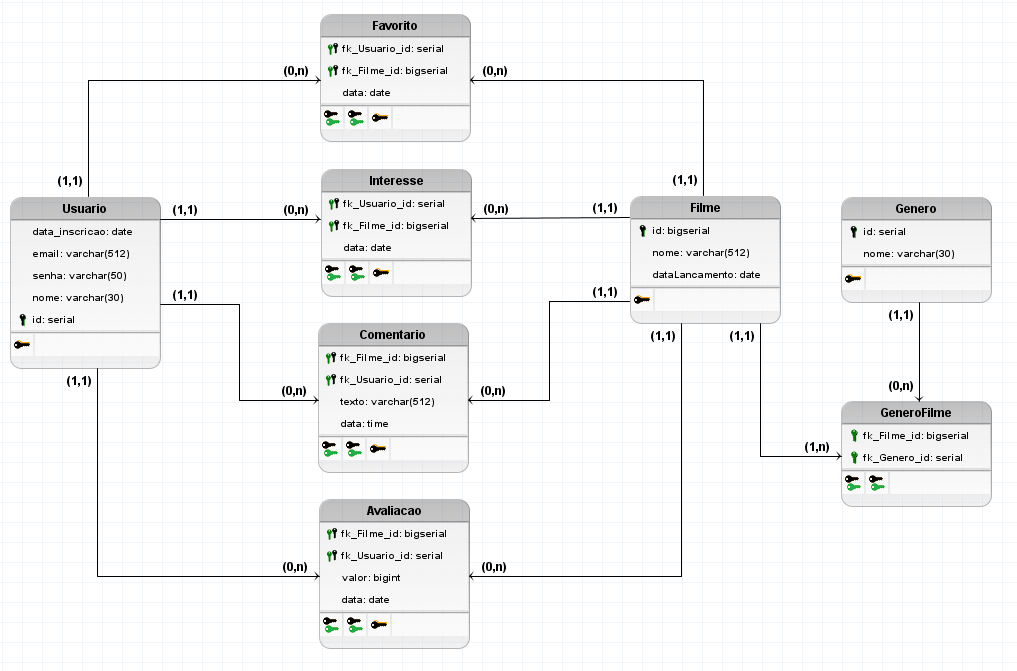 Favorito
fk_Usuario_id: serial
fk_Filme_id: bigserial
data: date
(0,n)
(0,n)
(1,1)
(1,1)
Interesse
fk_Usuario_id: serial
fk_Filme_id: bigserial
data: date
(1,1)
(0,n)
(0,n)
(1,1)
Usuario
data_inscricao: date
email: varchar(512)
senha: varchar(50)
nome: varchar(30)
id: serial
Filme
id: bigserial
nome: varchar(512)
dataLancamento: date
Genero
id: serial
nome: varchar(30)
(1,1)
(1,1)
Comentario
fk_Filme_id: bigserial
fk_Usuario_id: serial
texto: varchar(512)
data: time
(0,n)
(0,n)
(1,1)
(1,1)
(1,1)
(1,1)
(0,n)
GeneroFilme
fk_Filme_id: bigserial
fk_Genero_id: serial
(1,n)
Avaliacao
fk_Filme_id: bigserial
fk_Usuario_id: serial
valor: bigint
data: date
(0,n)
(0,n)